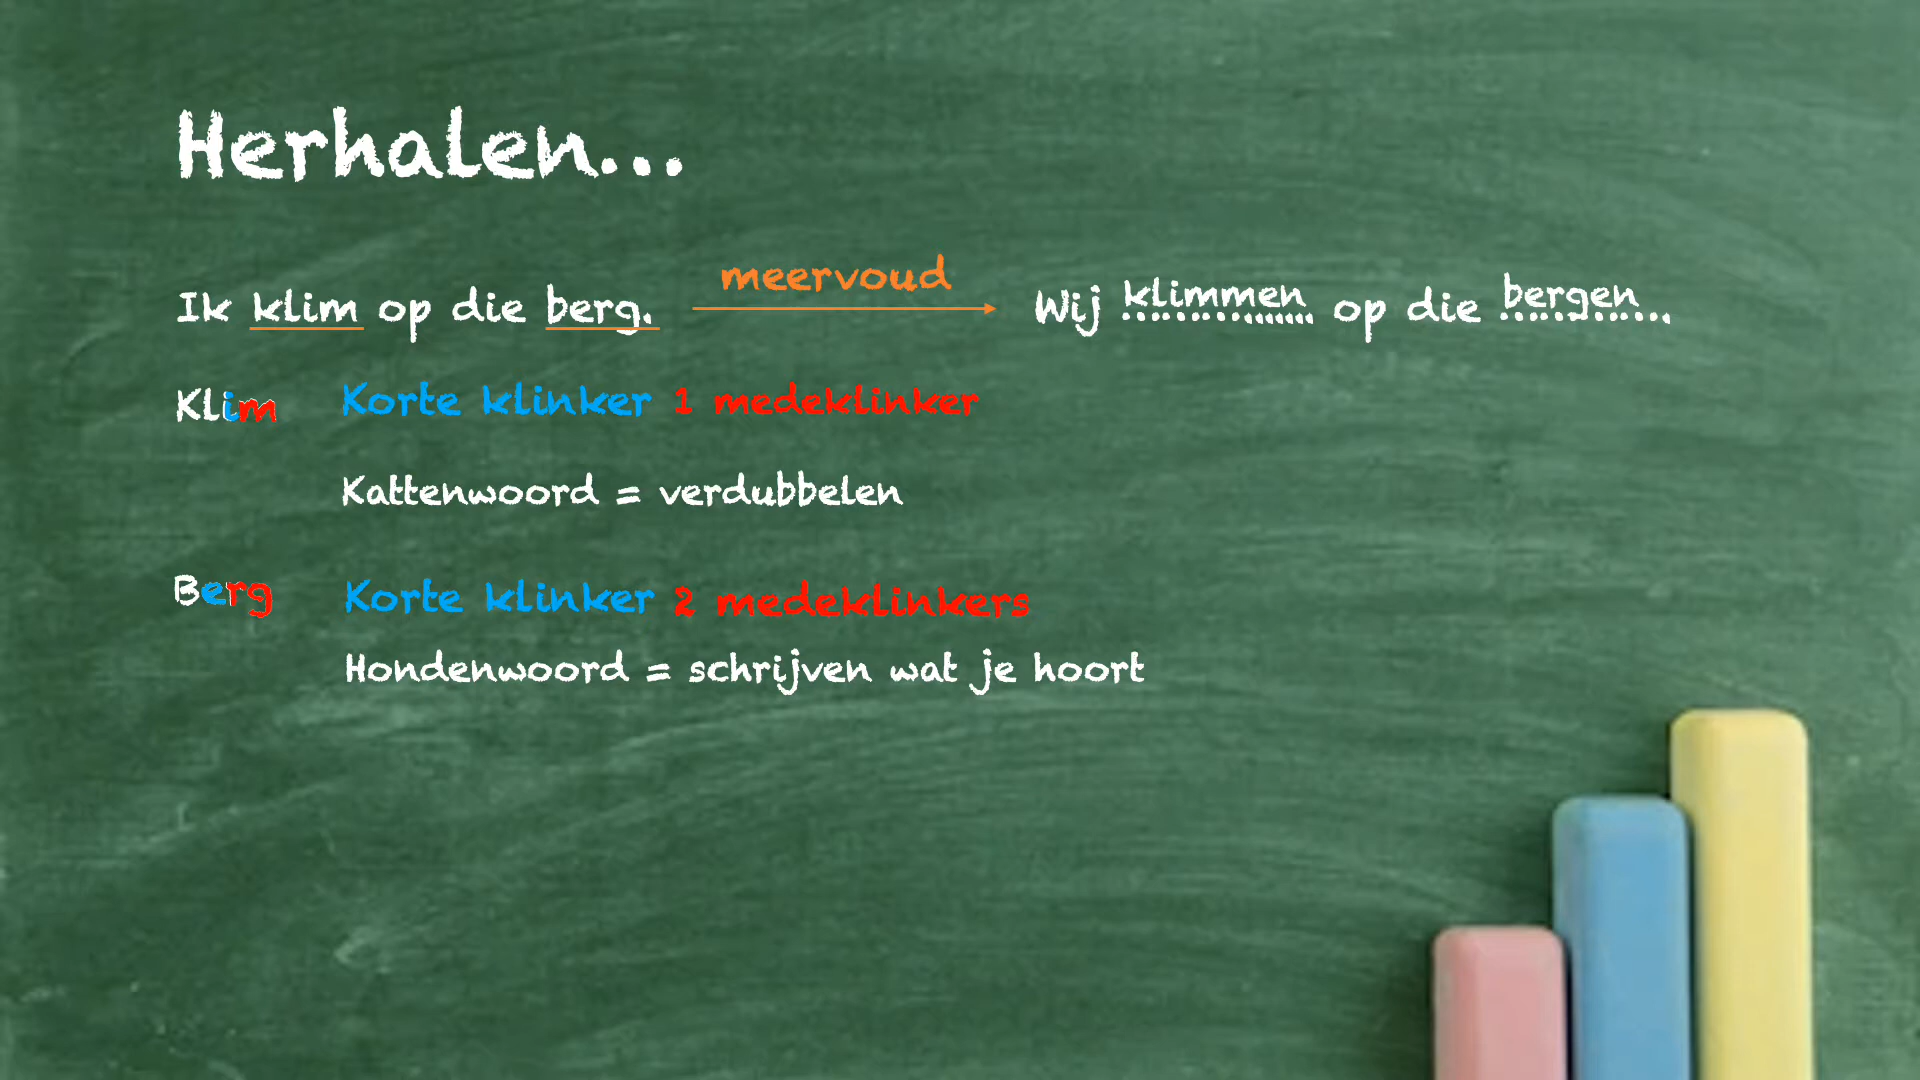 Herhalen...
meervoud
Ik klim op die berg. Wij klimmen op die bergen.
Klim Korte klinker 1 medeklinker
Kattenwoord = verdubbelen
Berg Korte klinker 2 medeklinkers
Hondenwoord = schrijven wat je hoort